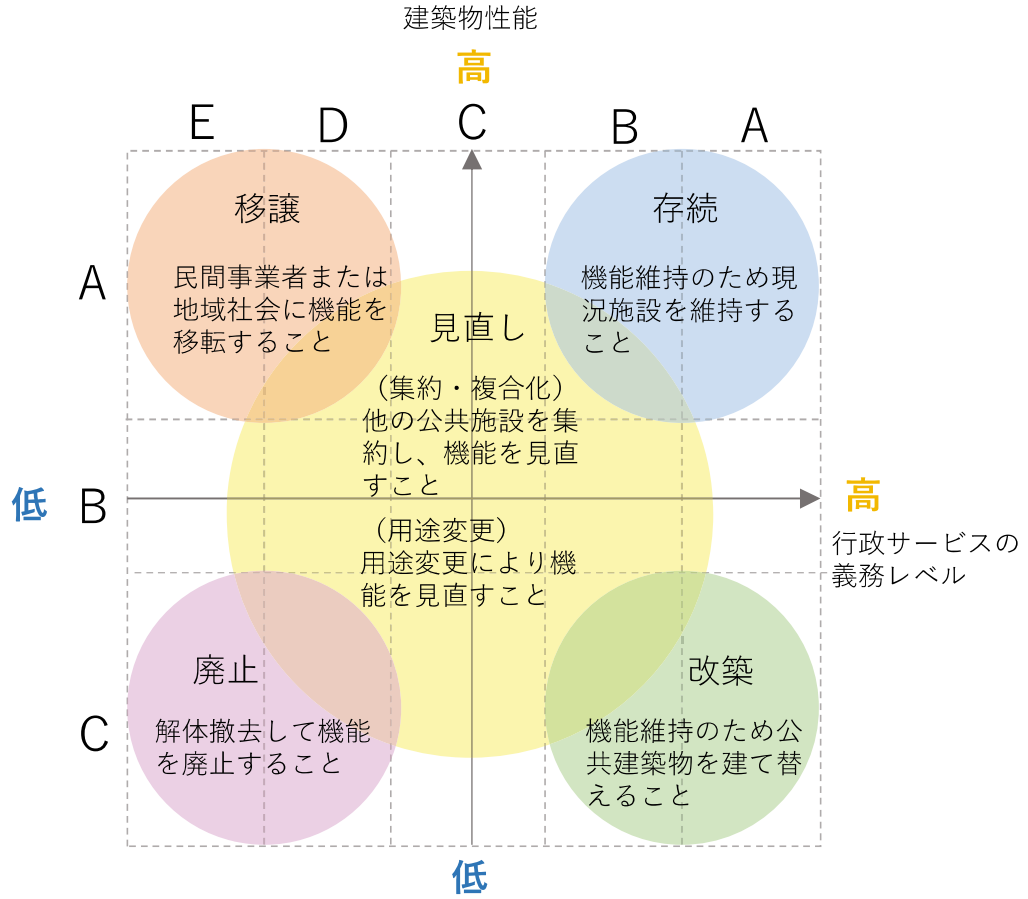 建築物性能
高
E D C B A
移譲
民間事業者または
地域社会に機能を
移転すること
存続
機能維持のため現
況施設を維持する
こと
A
見直し
（集約・複合化）
他の公共施設を集
約し、機能を見直
すこと
（用途変更）
用途変更により機
能を見直すこと
低
B
高
行政サービスの
義務レベル
廃止
解体撤去して機能
を廃止すること
改築
機能維持のため公
共建築物を建て替
えること
C
低